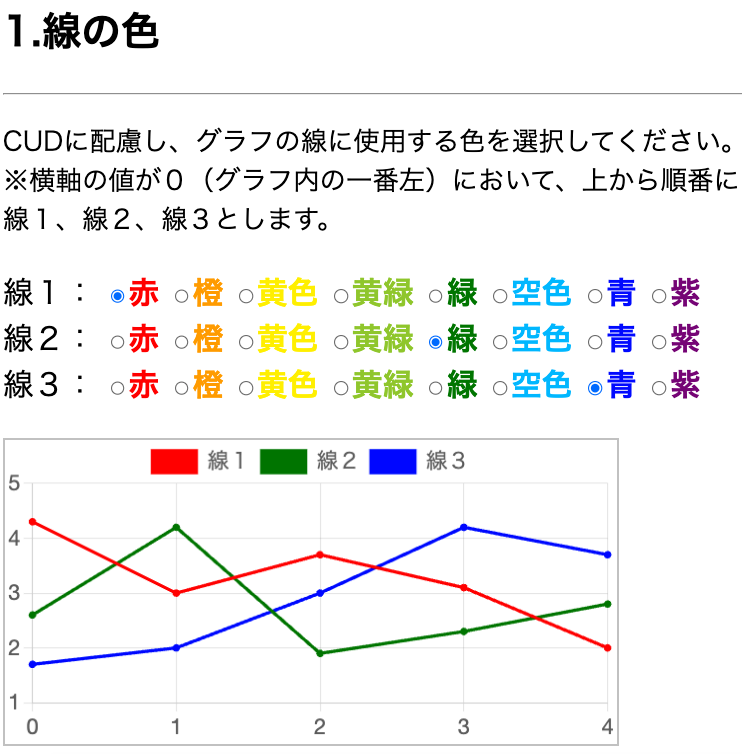 1.線の色
CUDに配慮し、グラフの線に使用する色を選択してください。
※横軸の値が０（グラフ内の一番左）において、上から順番に
線１、線２、線３とします。
線１： 赤 橙 黄色 黄緑 緑 空色 青 紫
線２： 赤 橙 黄色 黄緑 緑 空色 青 紫
線３： 赤 橙 黄色 黄緑 緑 空色 青 紫
線１ 線２ 線３
5
4
3
2
1
0 1 2 3 4